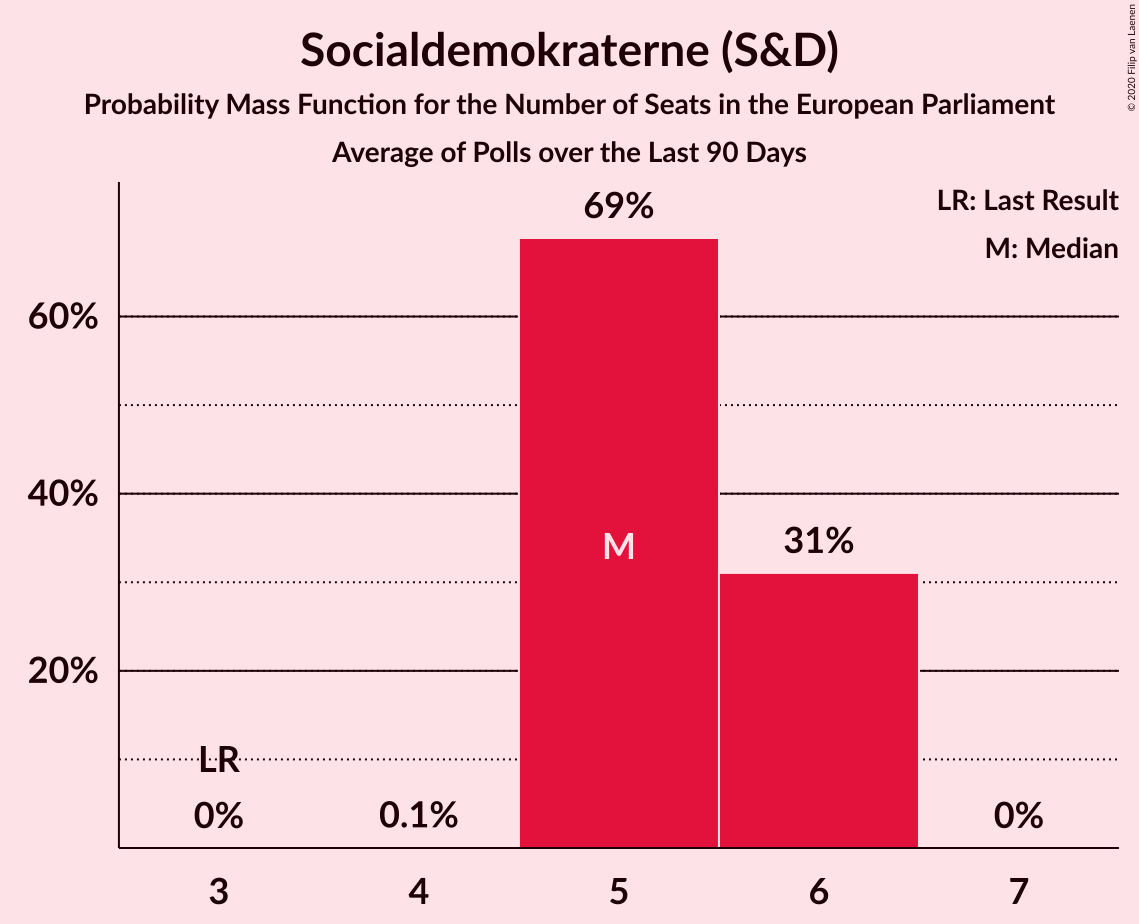 Socialdemokraterne (S&D)
Probability Mass Function for the Number of Seats in the European Parliament
Average of Polls over the Last 90 Days
© 2020 Filip van Laenen
LR: Last Result
M: Median
69%
60%
40%
M
31%
20%
LR
0%
0.1%
0%
3
4
5
6
7